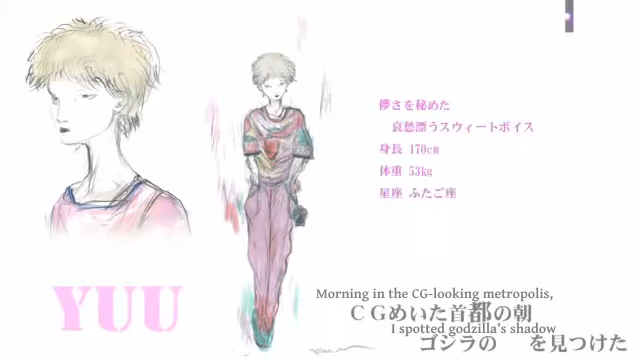 儚さを秘めた
哀愁漂うスウィートボイス
身長 170cm
体重 53kg
星座 ふたご座
YUU
Morning in the CG-looking metropolis,
ＣＧめいた首都の朝
I spotted godzilla's shadow
ゴジラの を見つけた